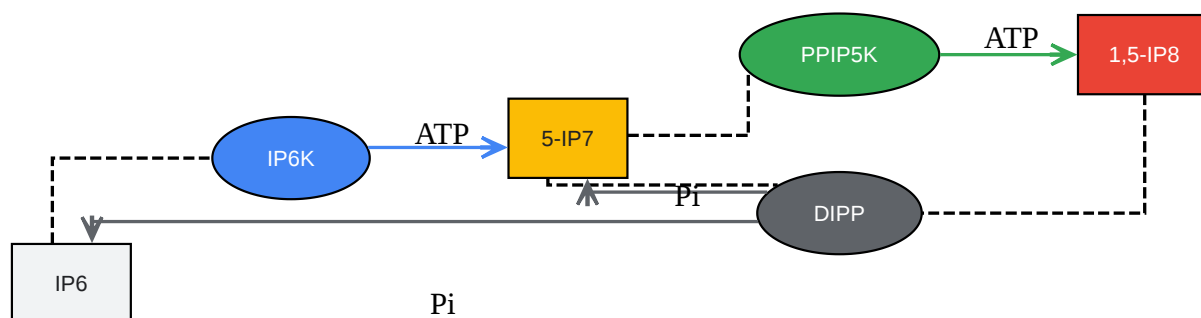 PPIP5K
ATP
1,5-IP8
IP6K
ATP
5-IP7
Pi
DIPP
IP6
Pi